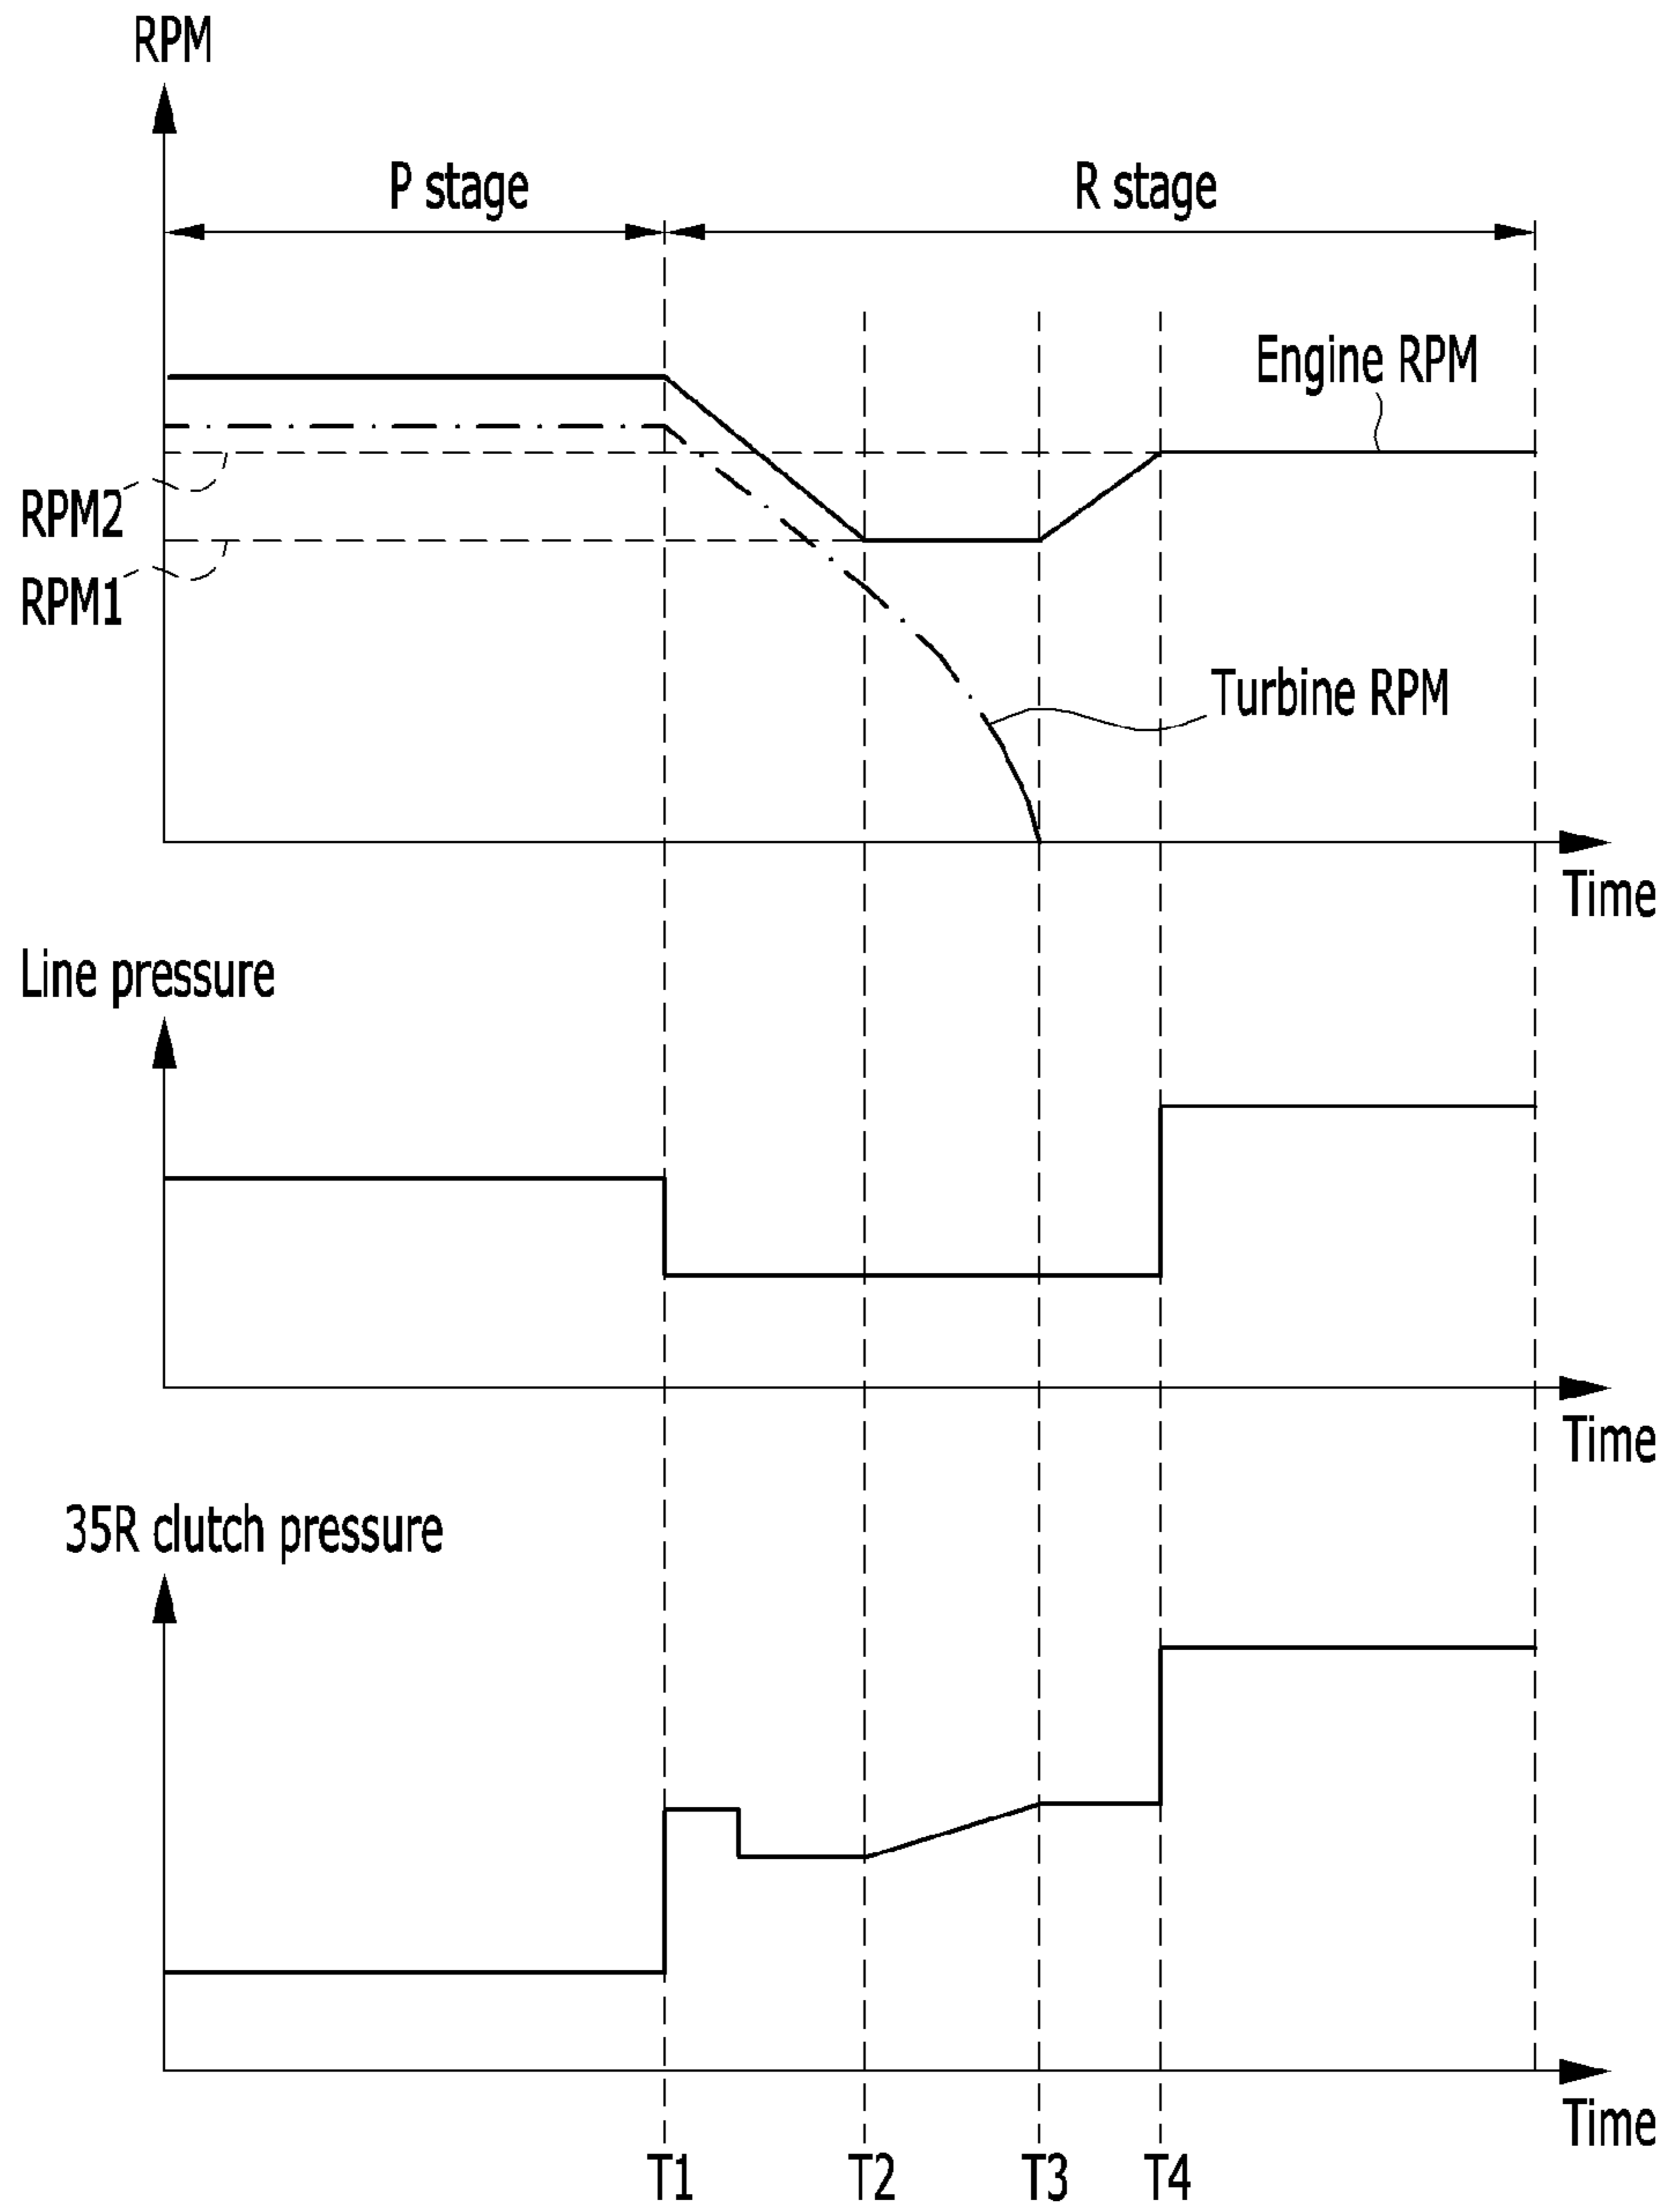 RPM
P stage
R stage
Engine RPM
RPM2
RPM1
Turbine RPM
Time
Line pressure
Time
35R clutch pressure
Time
T1
T2
T3
T4